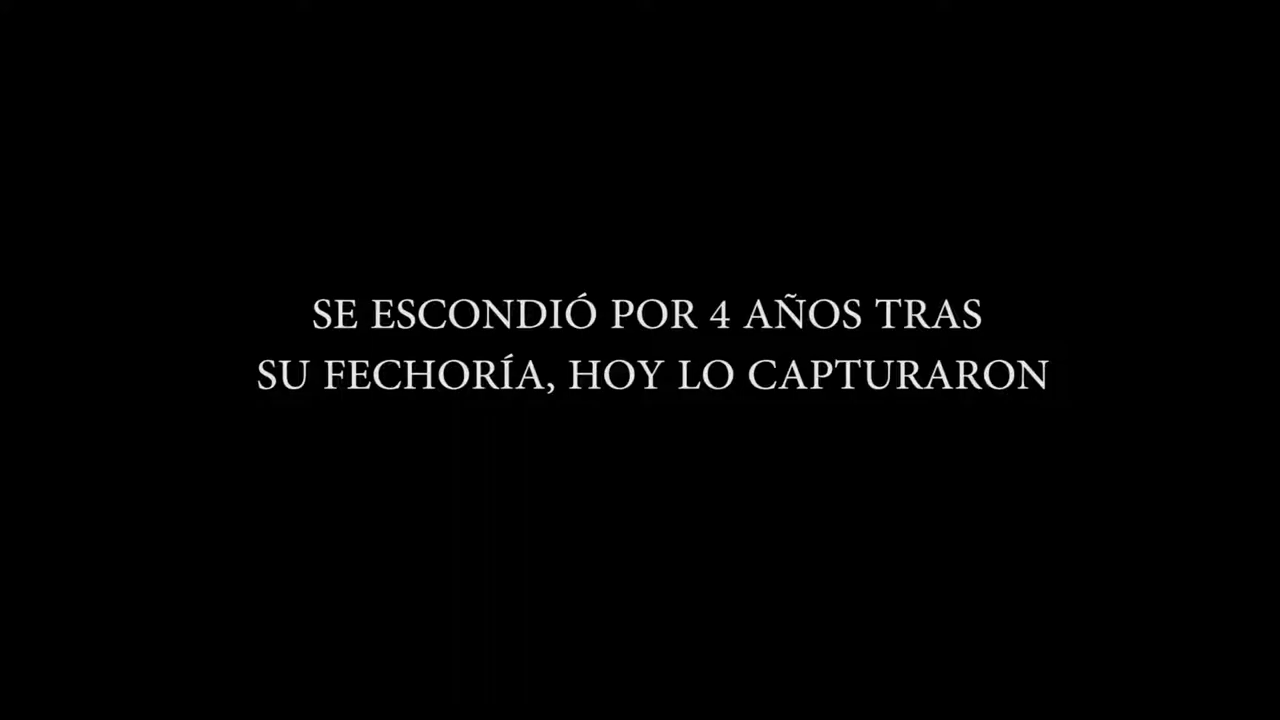 SE ESCONDIÓ POR 4 AÑOS TRAS
SU FECHORÍA, HOY LO CAPTURARON